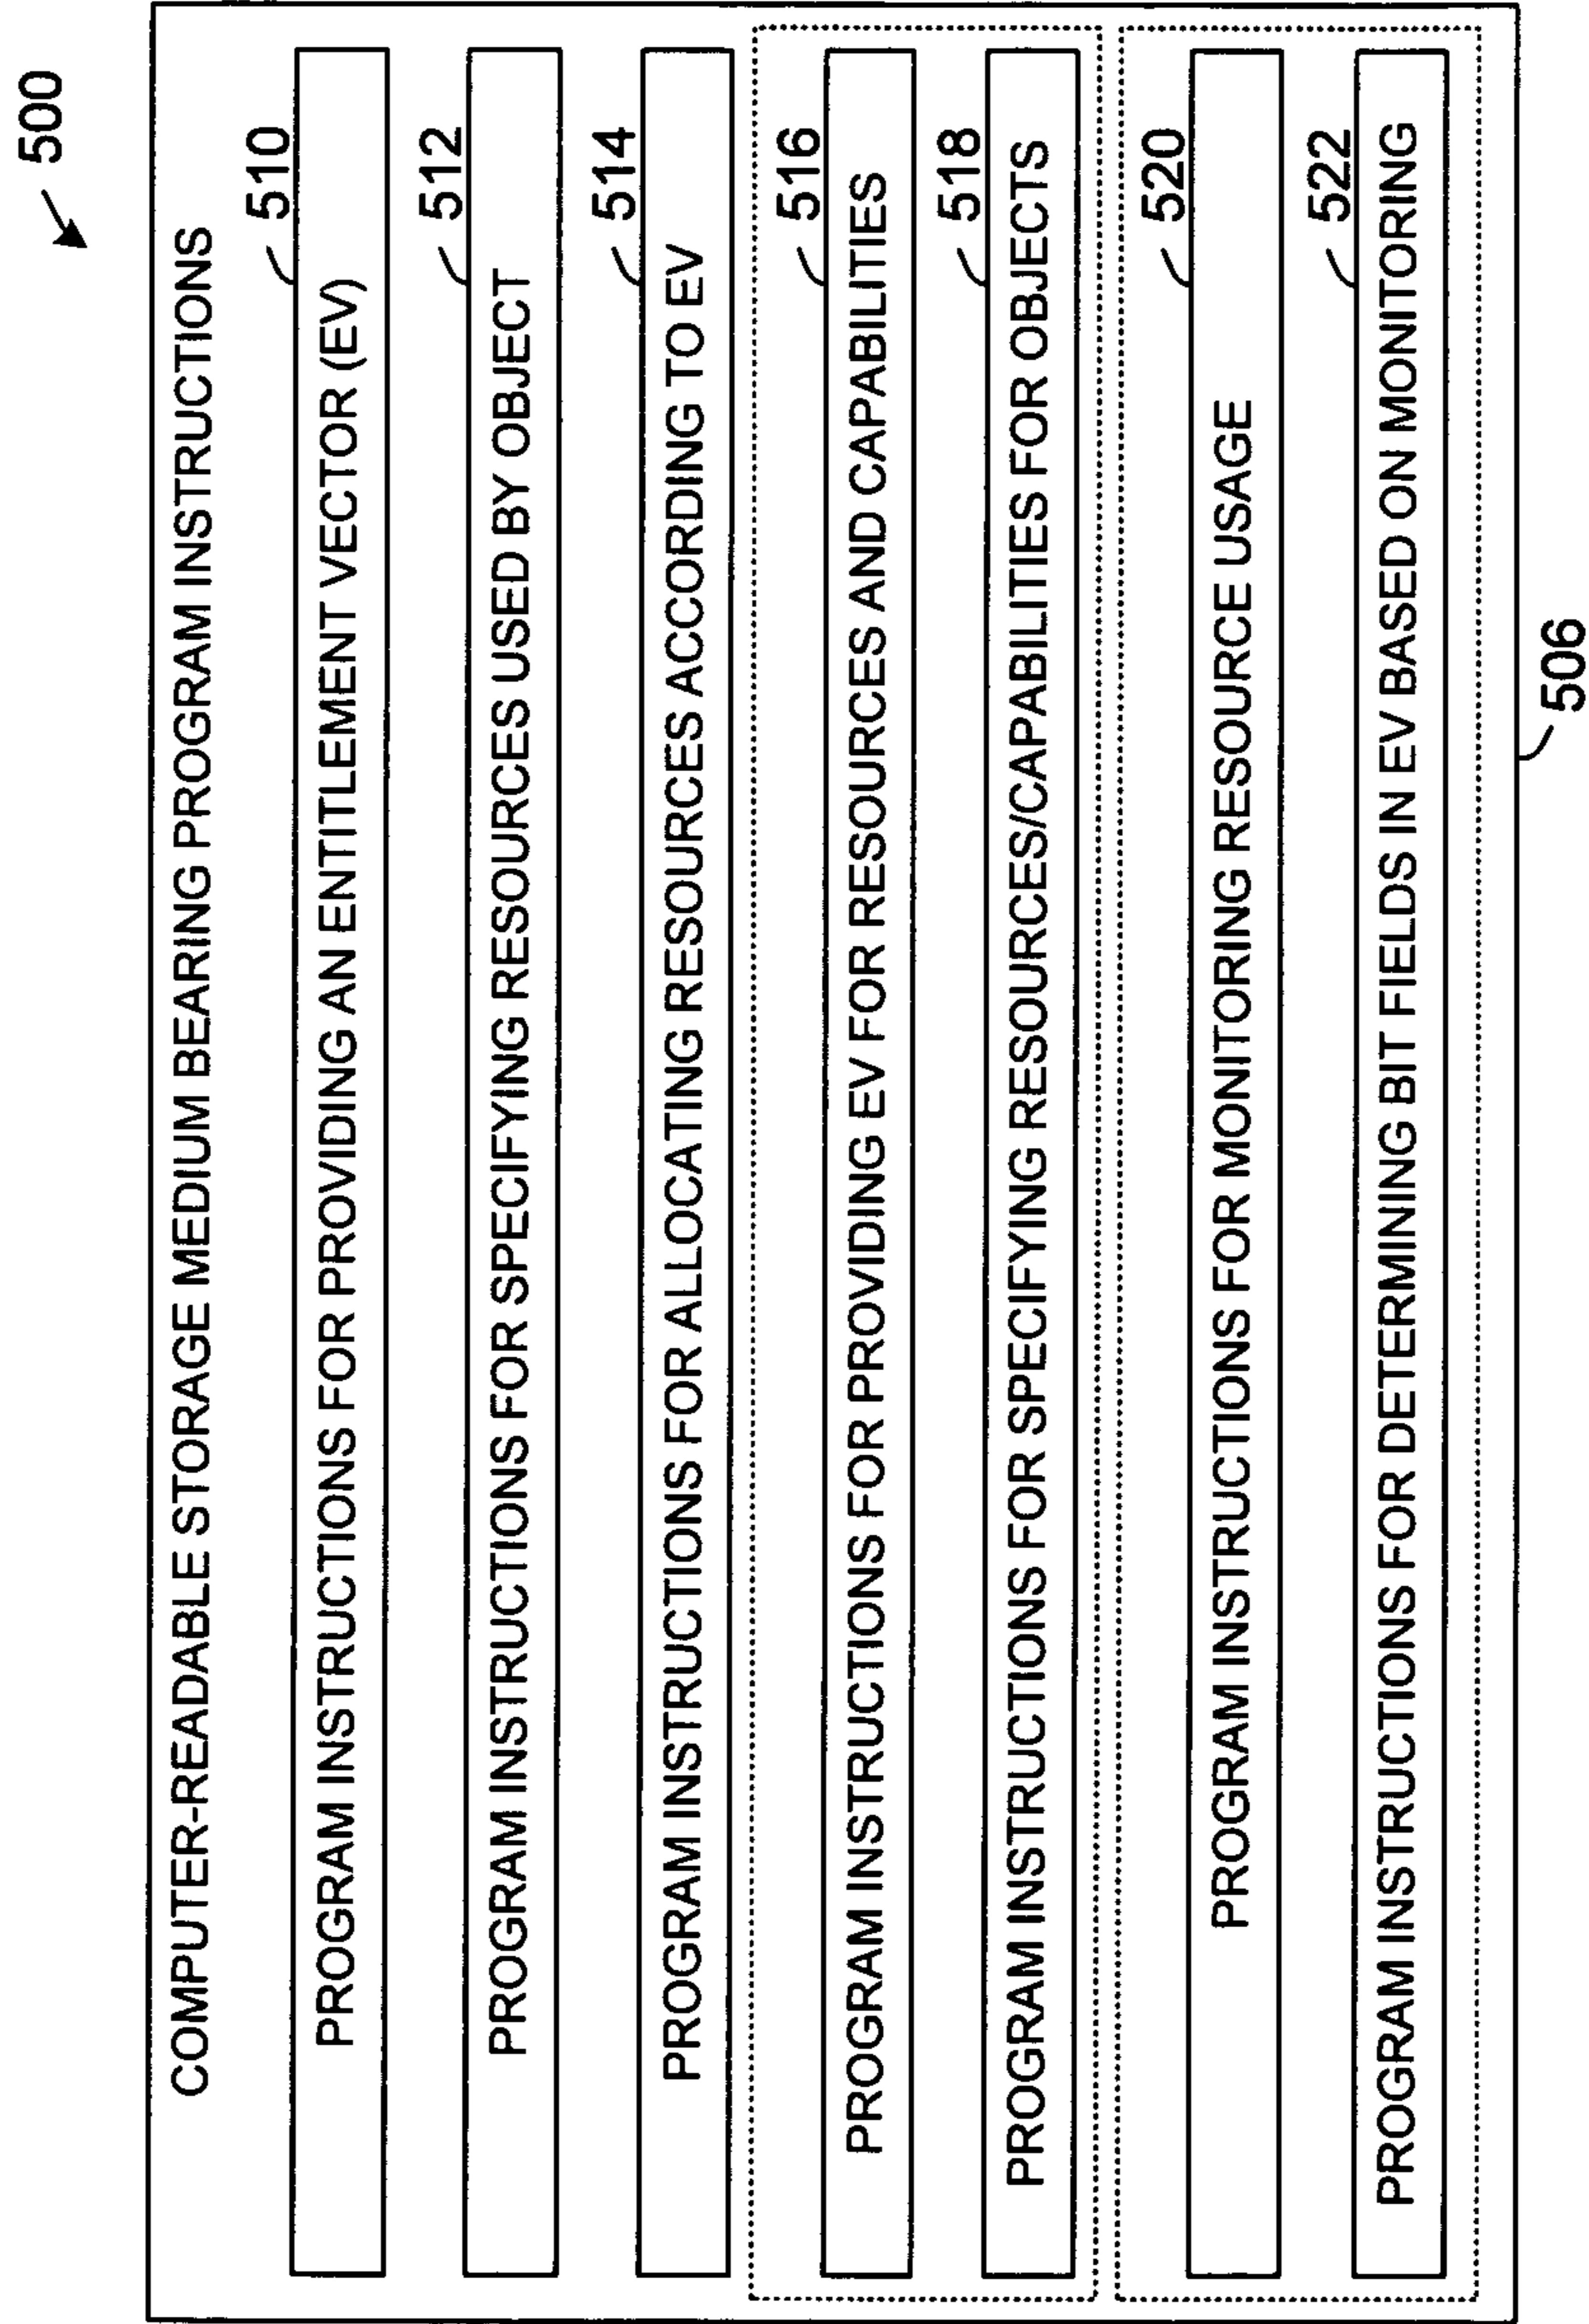 500
COMPUTER-READABLE STORAGE MEDIUM BEARING PROGRAM INSTRUCTIONS
510
PROGRAM INSTRUCTIONS FOR PROVIDING AN ENTITLEMENT VECTOR (EV)
512
PROGRAM INSTRUCTIONS FOR SPECIFYING RESOURCES USED BY OBJECT
514
PROGRAM INSTRUCTIONS FOR ALLOCATING RESOURCES ACCORDING TO EV
516
PROGRAM INSTRUCTIONS FOR PROVIDING EV FOR RESOURCES AND CAPABILITIES
518
PROGRAM INSTRUCTIONS FOR SPECIFYING RESOURCES/CAPABILITIES FOR OBJECTS
520
PROGRAM INSTRUCTIONS FOR MONITORING RESOURCE USAGE
522
PROGRAM INSTRUCTIONS FOR DETERMINING BIT FIELDS IN EV BASED ON MONITORING
506